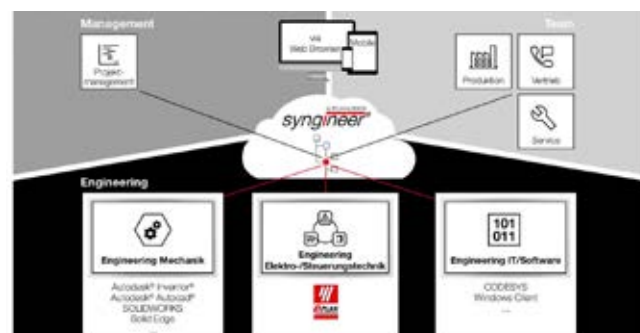 Management
Team
via
Web Browser
Mobile
Projekt-
management
Produktion
Vertrieb
Service
syngineer
Engineering
Engineering Mechanik
Engineering
Elektro-/Steuerungstechnik
101
011
Engineering IT/Software
Autodesk® Inventor®
Autodesk® Autocad®
SOLIDWORKS
Solid Edge
...
EPLAN
CODESYS
Windows Client
...